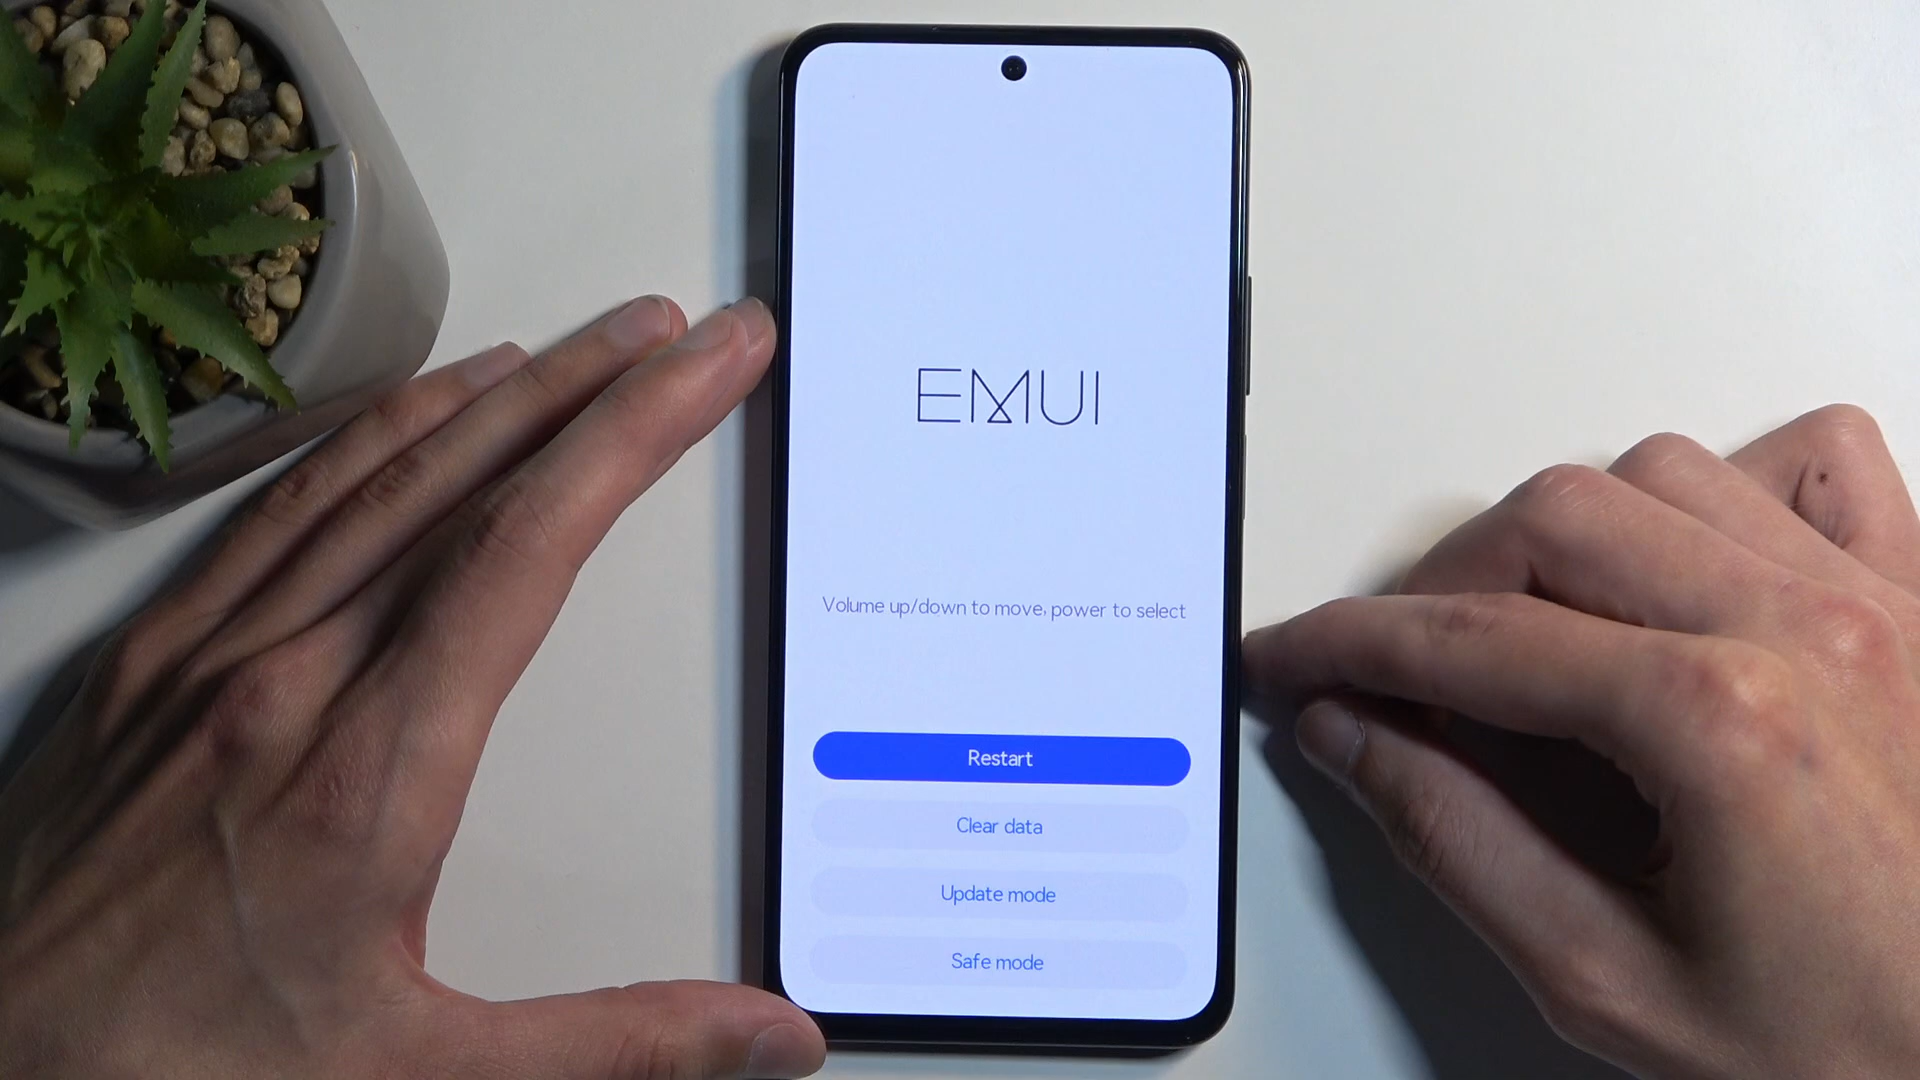 EMUI
Volume up/down to move, power to select
Restart
Clear data
Update mode
Safe mode